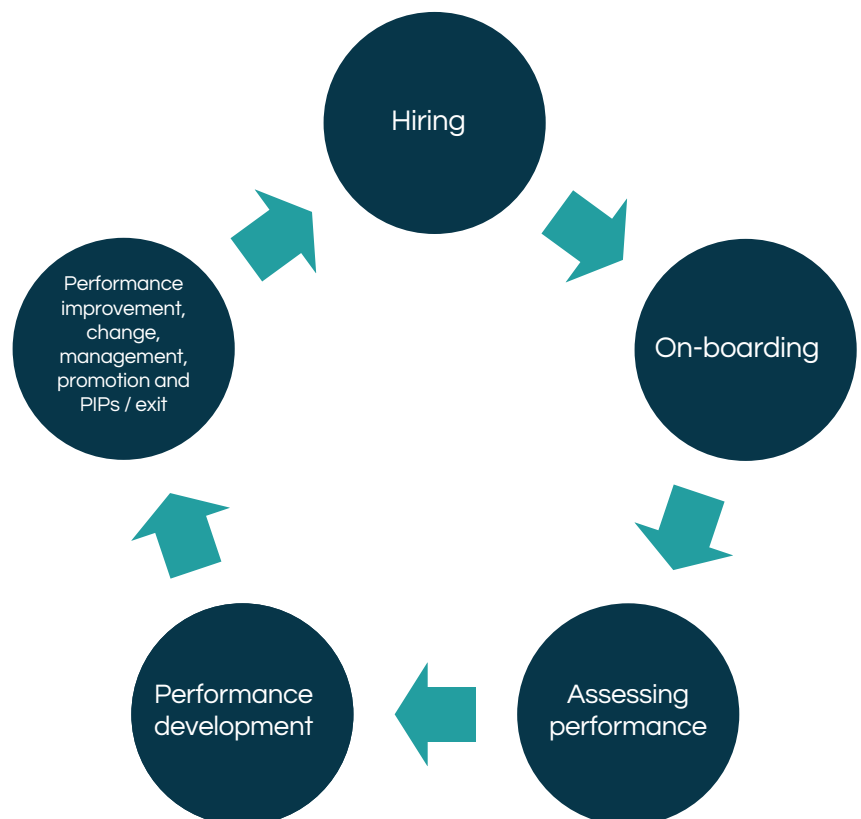 Hiring
On-boarding
Assessing
performance
Performance
development
Performance
improvement,
change,
management,
promotion and
PIPs / exit